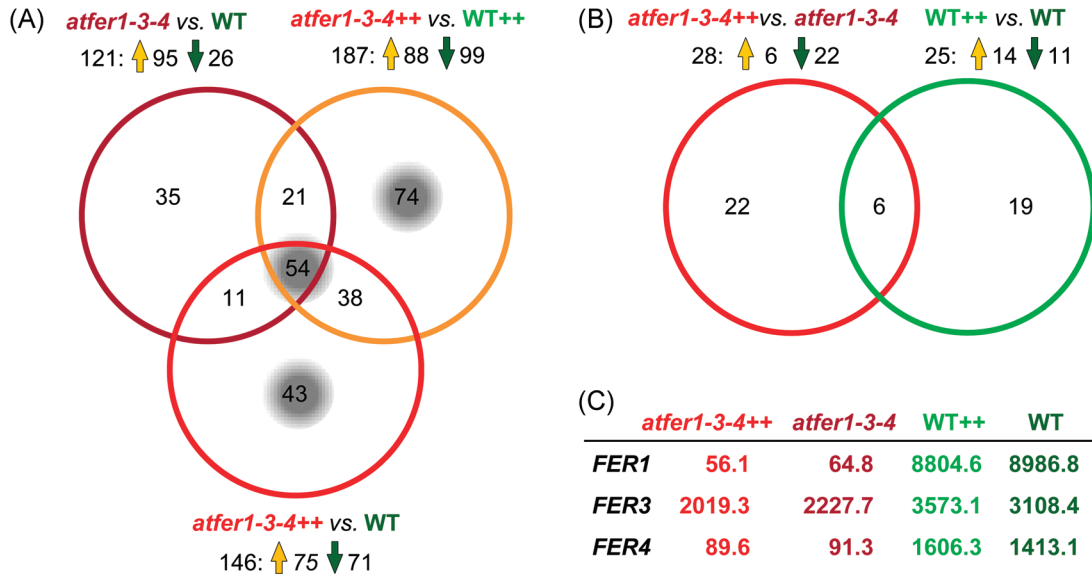 (A)
atfer1-3-4 vs. WT
121: 95 26
atfer1-3-4++ vs. WT++
187: 88 99
35
21
74
54
11
38
43
atfer1-3-4++ vs. WT
146: 75 71
(B)
atfer1-3-4++vs. atfer1-3-4
28: 6 22
WT++ vs. WT
25: 14 11
22
6
19
(C)
atfer1-3-4++ atfer1-3-4 WT++ WT
FER1 56.1 64.8 8804.6 8986.8
FER3 2019.3 2227.7 3573.1 3108.4
FER4 89.6 91.3 1606.3 1413.1